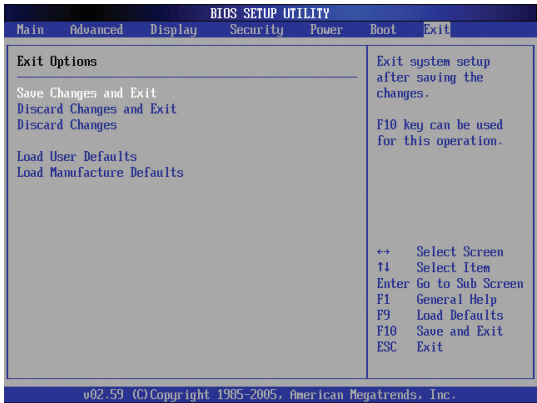 BIOS SETUP UTILITY
Main Advanced Display Security Power Boot Exit
Exit Options
Save Changes and Exit
Discard Changes and Exit
Discard Changes
Load User Defaults
Load Manufacture Defaults
Exit system setup
after saving the
changes.
F10 key can be used
for this operation.
↔ Select Screen
↑↓ Select Item
Enter Go to Sub Screen
F1 General Help
F9 Load Defaults
F10 Save and Exit
ESC Exit
v02.59 (C)Copyright 1985-2005, American Megatrends, Inc.